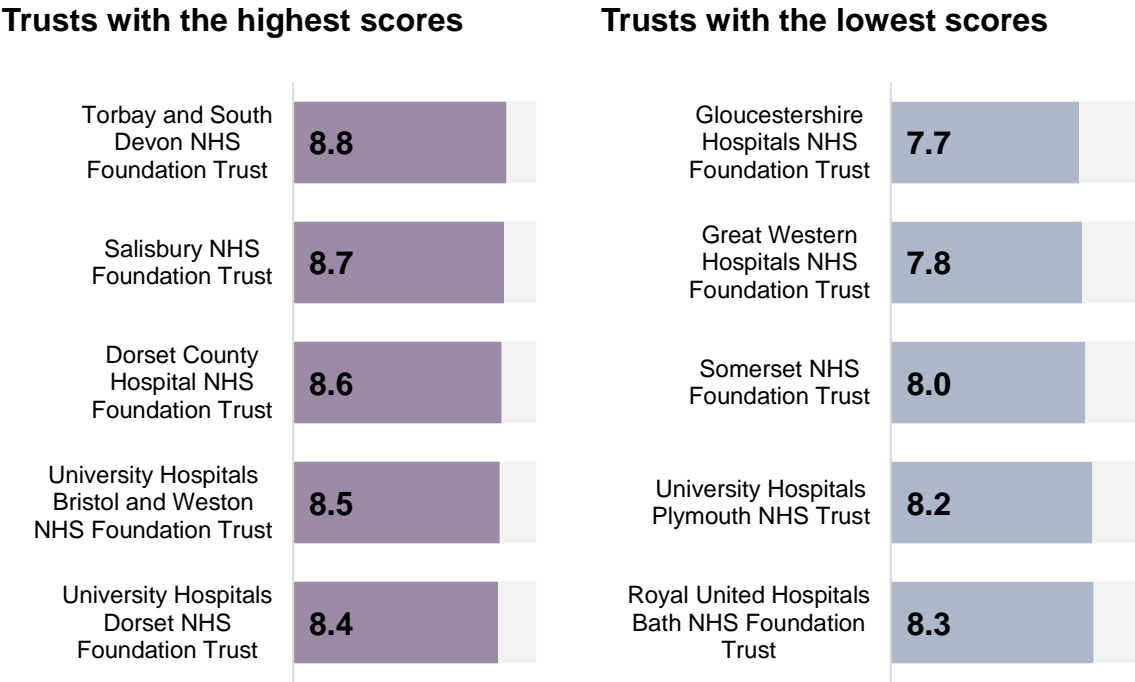 Trusts with the highest scores
Torbay and South
Devon NHS
Foundation Trust
8.8
Salisbury NHS
Foundation Trust
8.7
Dorset County
Hospital NHS
Foundation Trust
8.6
University Hospitals
Bristol and Weston
NHS Foundation Trust
8.5
University Hospitals
Dorset NHS
Foundation Trust
8.4
Trusts with the lowest scores
Gloucestershire
Hospitals NHS
Foundation Trust
7.7
Great Western
Hospitals NHS
Foundation Trust
7.8
Somerset NHS
Foundation Trust
8.0
University Hospitals
Plymouth NHS Trust
8.2
Royal United Hospitals
Bath NHS Foundation
Trust
8.3